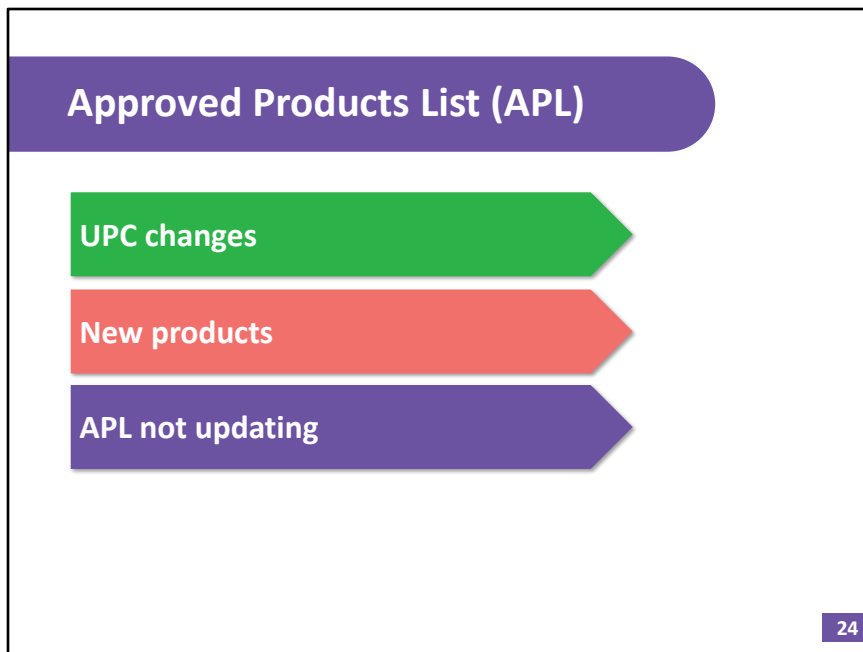 Approved Products List (APL)
UPC changes
New products
APL not updating
24